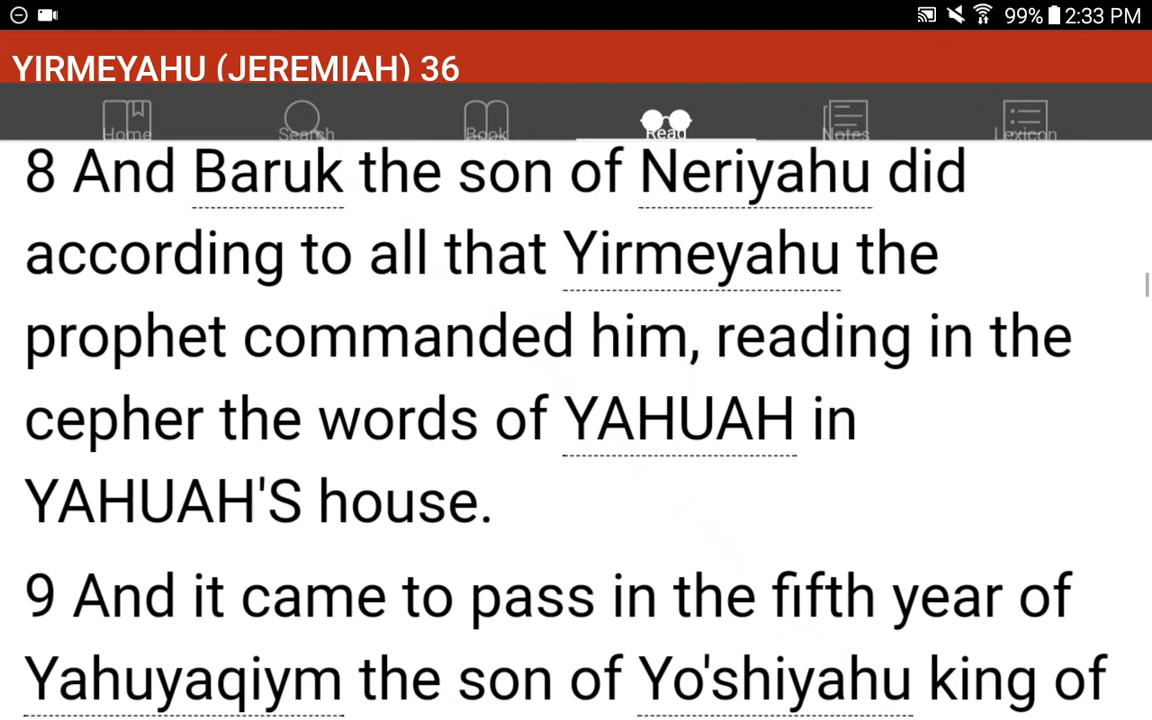 99% 2:33 PM
YIRMEYAHU (JEREMIAH) 36
Home Search Book Read Notes Lexicon
8 And Baruk the son of Neriyahu did
according to all that Yirmeyahu the
prophet commanded him, reading in the
cepher the words of YAHUAH in
YAHUAH'S house.
9 And it came to pass in the fifth year of
Yahuyaqiym the son of Yo'shiyahu king of